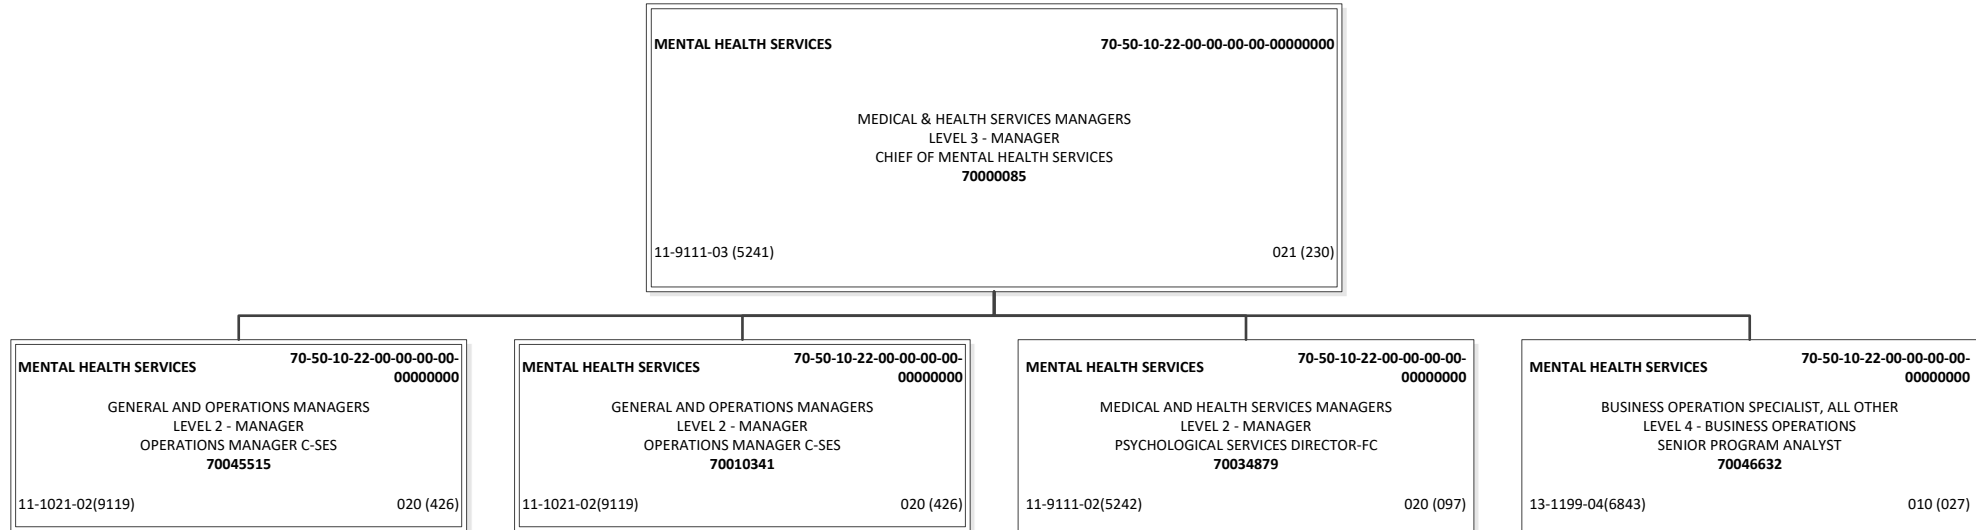 MENTAL HEALTH SERVICES 70-50-10-22-00-00-00-00-00000000
MEDICAL & HEALTH SERVICES MANAGERS
LEVEL 3 - MANAGER
CHIEF OF MENTAL HEALTH SERVICES
70000085
11-9111-03 (5241) 021 (230)
MENTAL HEALTH SERVICES 70-50-10-22-00-00-00-00-
00000000
GENERAL AND OPERATIONS MANAGERS
LEVEL 2 - MANAGER
OPERATIONS MANAGER C-SES
70045515
11-1021-02(9119) 020 (426)
MENTAL HEALTH SERVICES 70-50-10-22-00-00-00-00-
00000000
GENERAL AND OPERATIONS MANAGERS
LEVEL 2 - MANAGER
OPERATIONS MANAGER C-SES
70010341
11-1021-02(9119) 020 (426)
MENTAL HEALTH SERVICES 70-50-10-22-00-00-00-00-
00000000
MEDICAL AND HEALTH SERVICES MANAGERS
LEVEL 2 - MANAGER
PSYCHOLOGICAL SERVICES DIRECTOR-FC
70034879
11-9111-02(5242) 020 (097)
MENTAL HEALTH SERVICES 70-50-10-22-00-00-00-00-
00000000
BUSINESS OPERATION SPECIALIST, ALL OTHER
LEVEL 4 - BUSINESS OPERATIONS
SENIOR PROGRAM ANALYST
70046632
13-1199-04(6843) 010 (027)